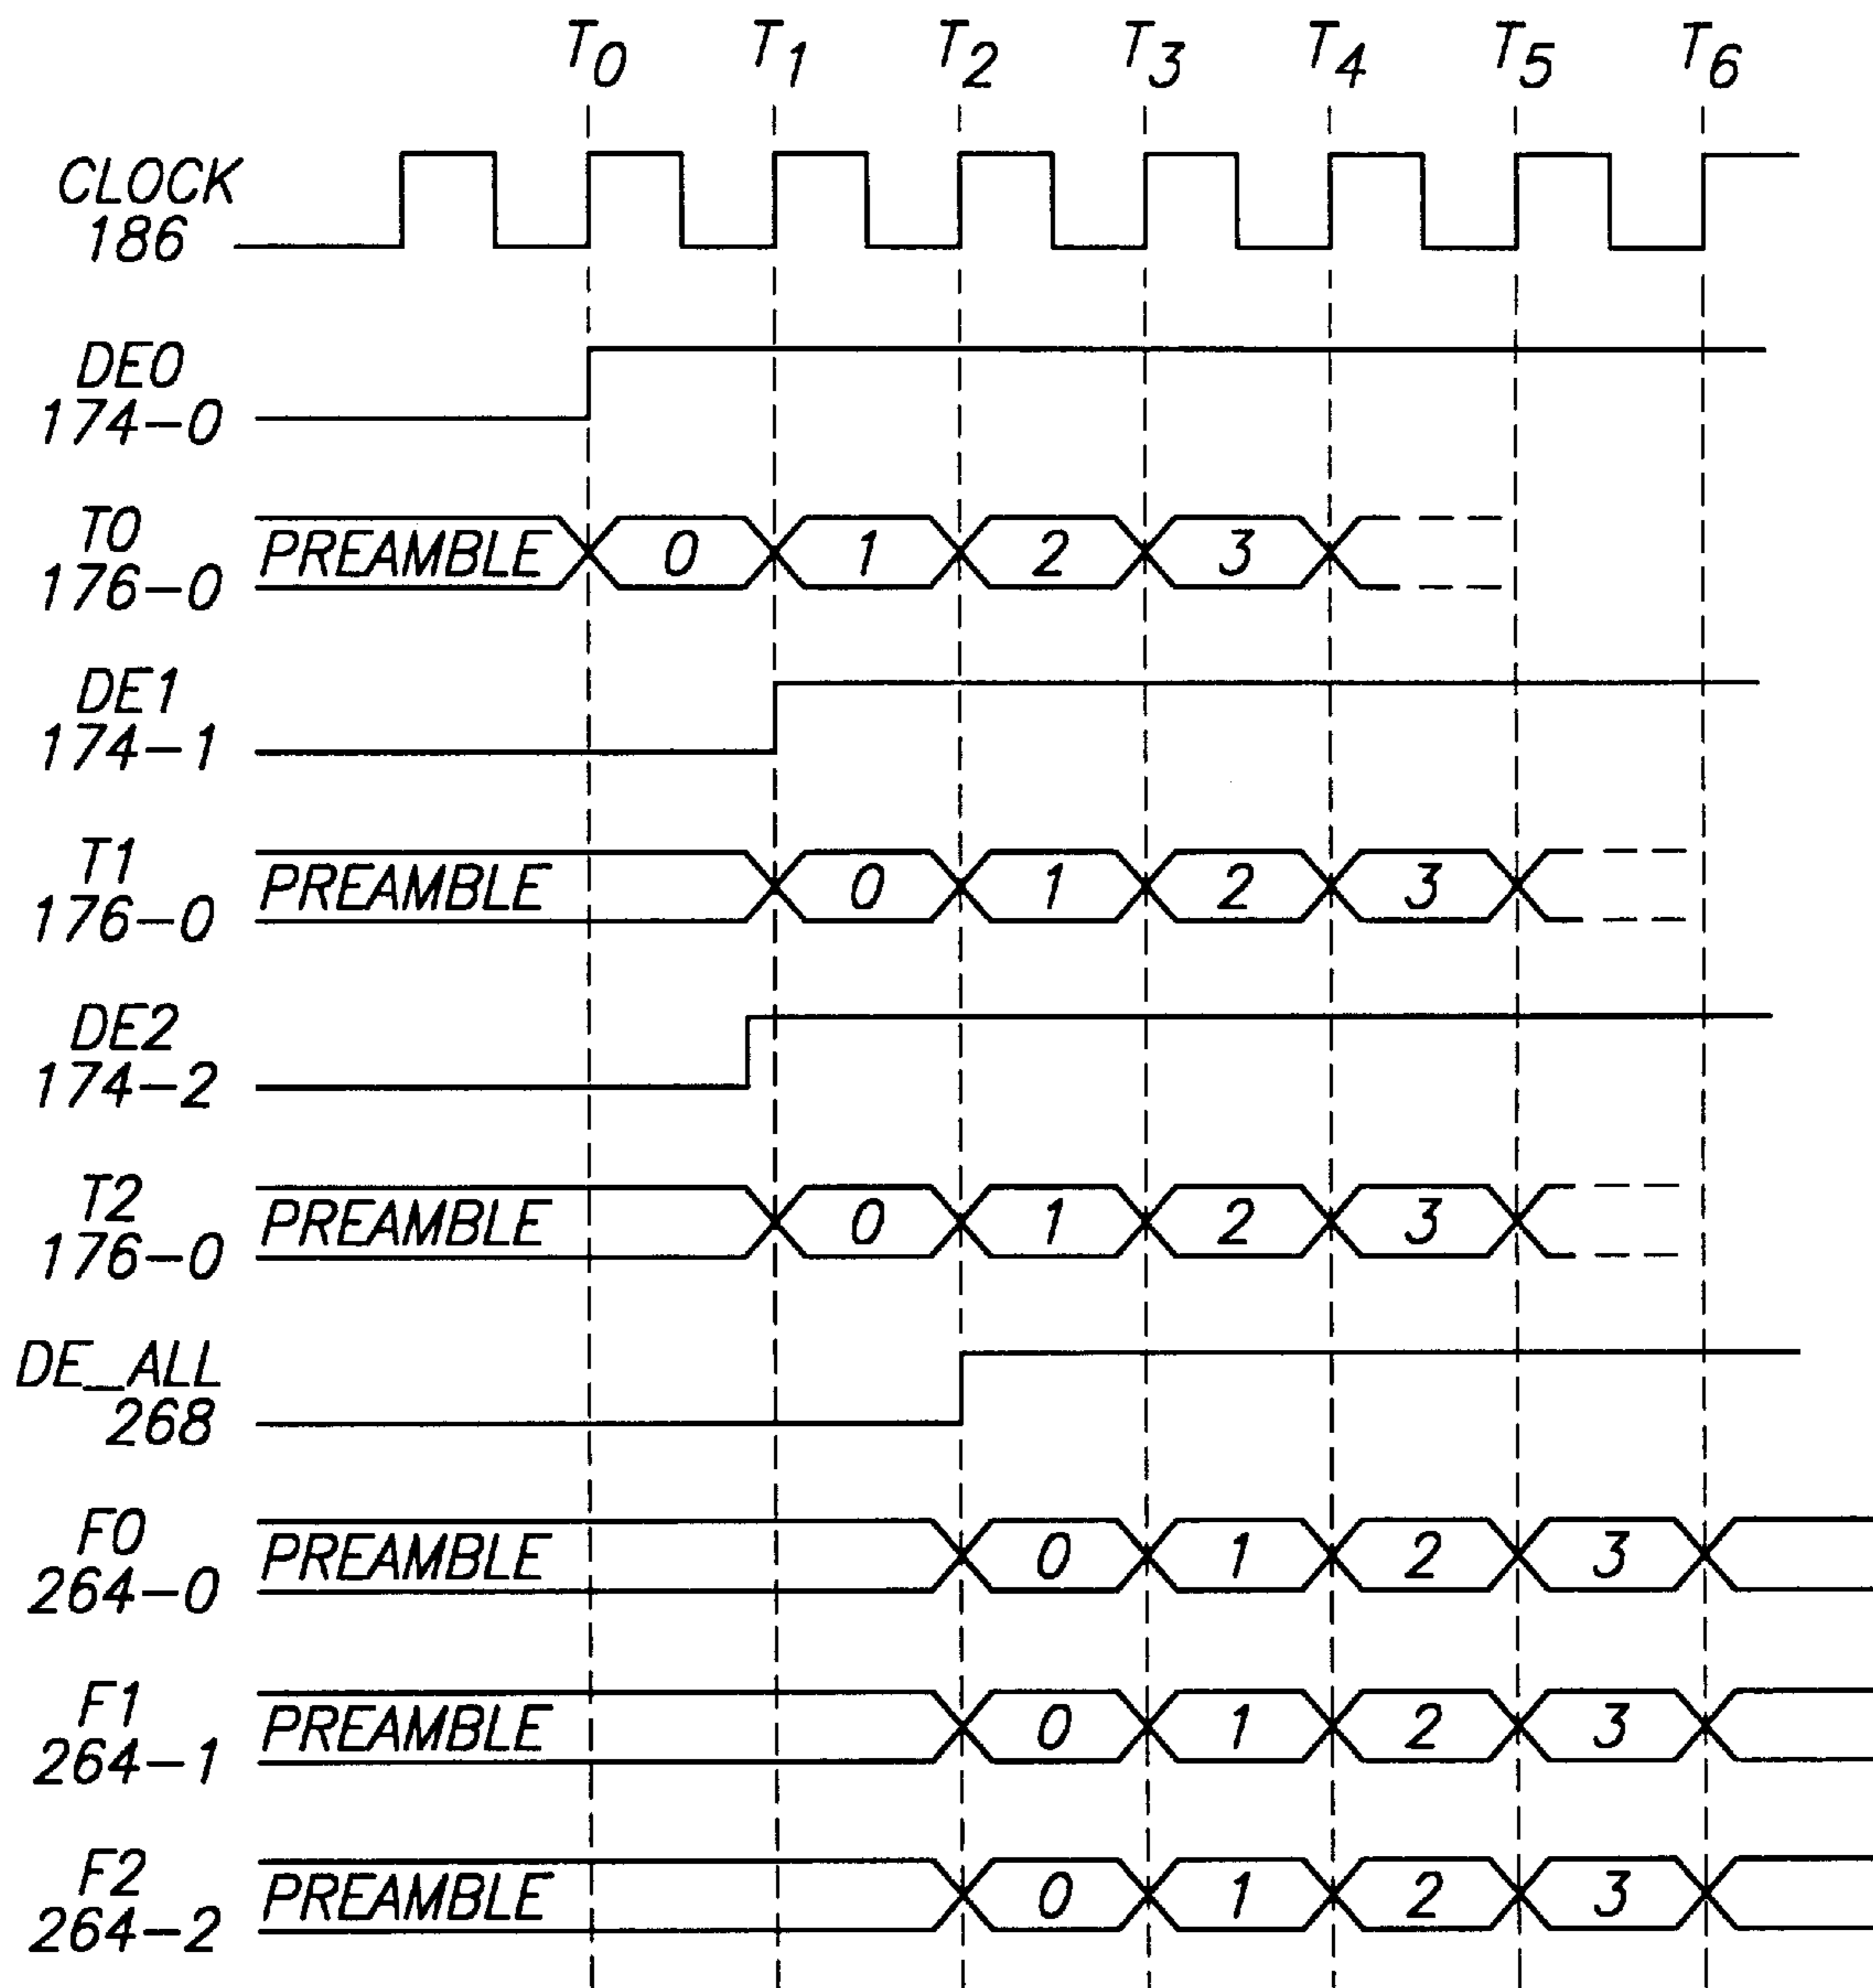 T0 T1 T2 T3 T4 T5 T6
CLOCK
186
DE0
174-0
T0
176-0
PREAMBLE 0 1 2 3
DE1
174-1
T1
176-0
PREAMBLE 0 1 2 3
DE2
174-2
T2
176-0
PREAMBLE 0 1 2 3
DE_ALL
268
F0
264-0
PREAMBLE 0 1 2 3
F1
264-1
PREAMBLE 0 1 2 3
F2
264-2
PREAMBLE 0 1 2 3